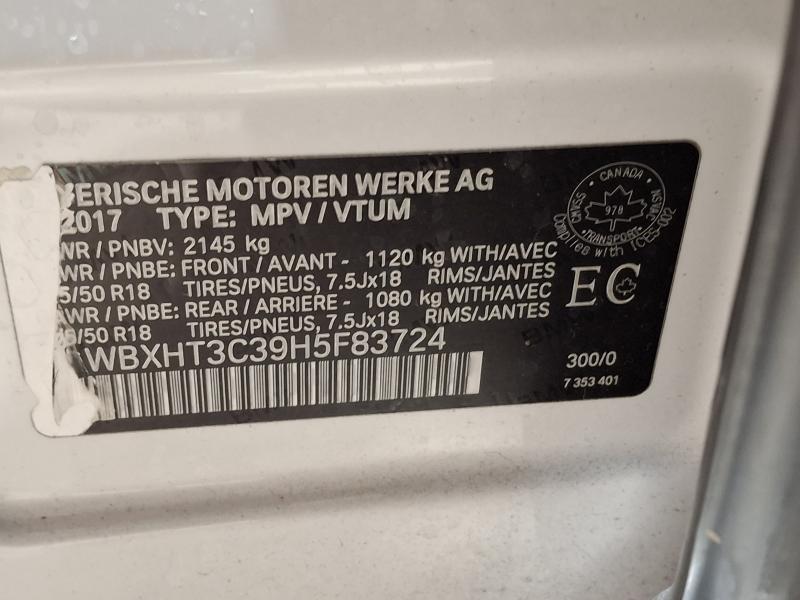 ERISCHE MOTOREN WERKE AG
2017 TYPE: MPV / VTUM
WR / PNBV: 2145 kg
WR / PNBE: FRONT / AVANT - 1120 kg WITH/AVEC
5/50 R18 TIRES/PNEUS, 7.5Jx18 RIMS/JANTES
WR / PNBE: REAR / ARRIERE - 1080 kg WITH/AVEC
/50 R18 TIRES/PNEUS, 7.5Jx18 RIMS/JANTES
WBXHT3C39H5F83724
CANADA
978
TRANSPORT
CMVSS
NSVAC
Complies with ICES-002
EC
300/0
7 353 401